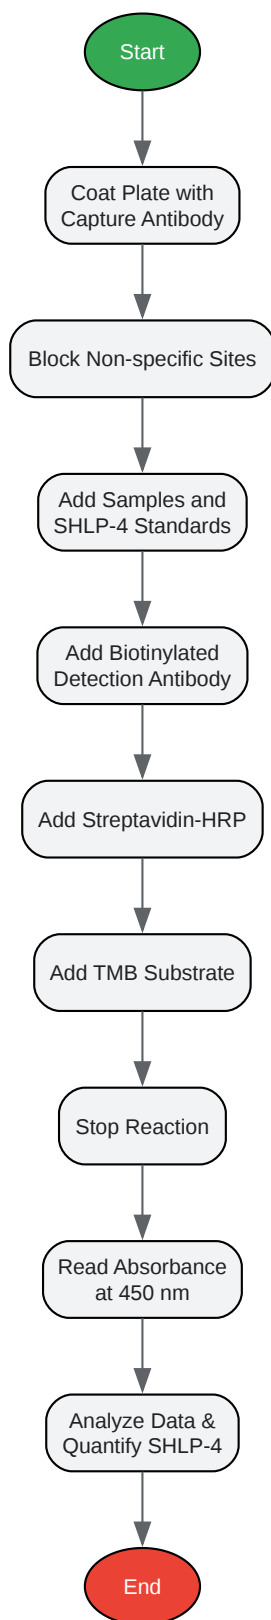 Start
Coat Plate with
Capture Antibody
Block Non-specific Sites
Add Samples and
SHLP-4 Standards
Add Biotinylated
Detection Antibody
Add Streptavidin-HRP
Add TMB Substrate
Stop Reaction
Read Absorbance
at 450 nm
Analyze Data &
Quantify SHLP-4
End